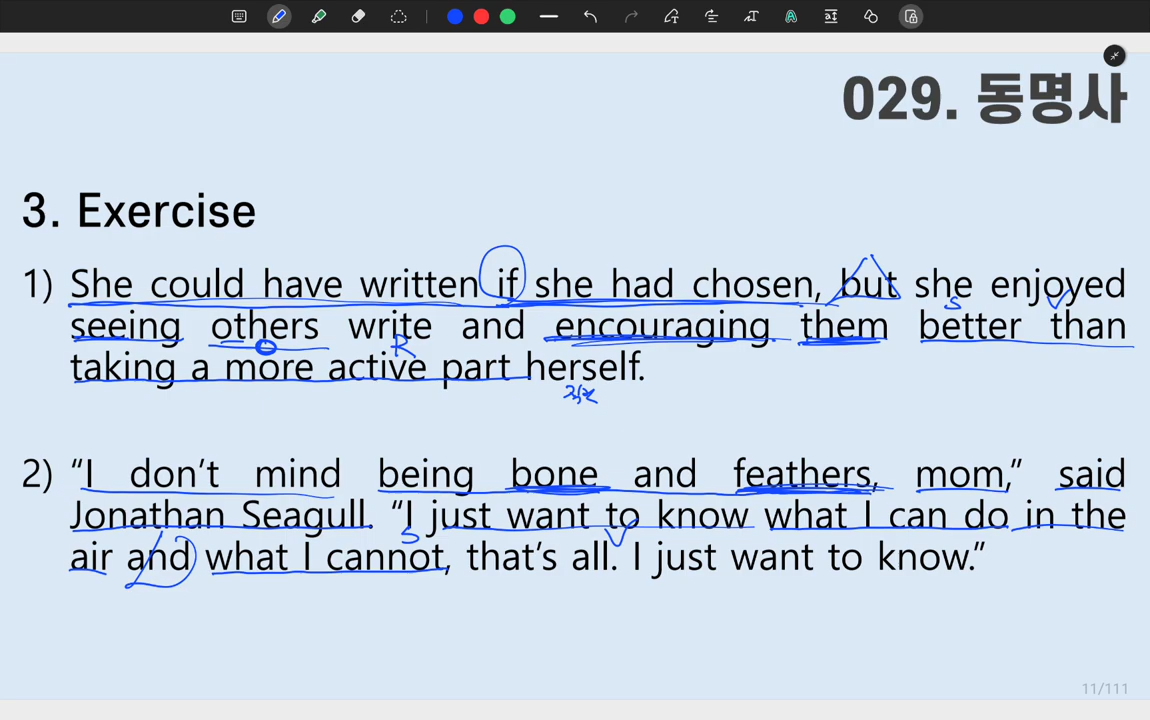 029. 동명사
3. Exercise
1) She could have written if she had chosen, but she enjoyed
S V
seeing others write and encouraging them better than
R
taking a more active part herself.
2) “I don’t mind being bone and feathers, mom,” said
Jonathan Seagull. “I just want to know what I can do in the
S V
air and what I cannot, that’s all. I just want to know.”
11/111